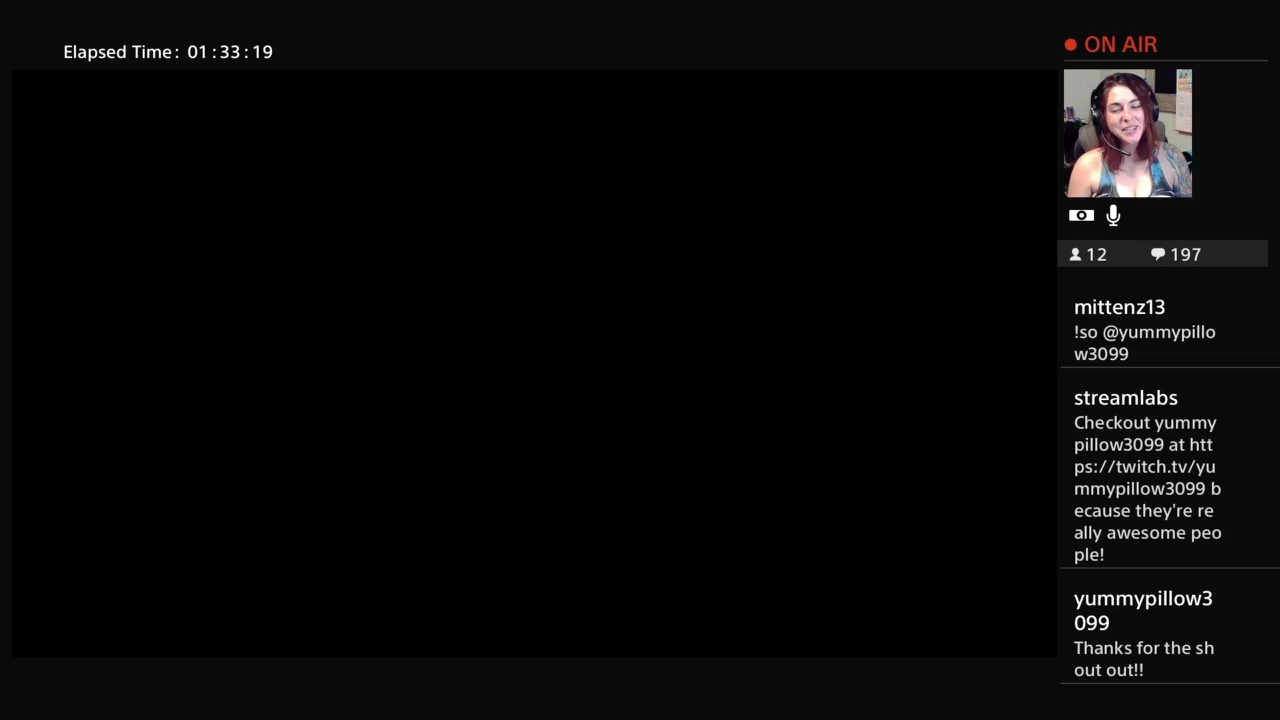 Elapsed Time: 01:33:19
ON AIR
12 197
mittenz13
!so @yummypillo
w3099
streamlabs
Checkout yummy
pillow3099 at htt
ps://twitch.tv/yu
mmypillow3099 b
ecause they're re
ally awesome peo
ple!
yummypillow3
099
Thanks for the sh
out out!!